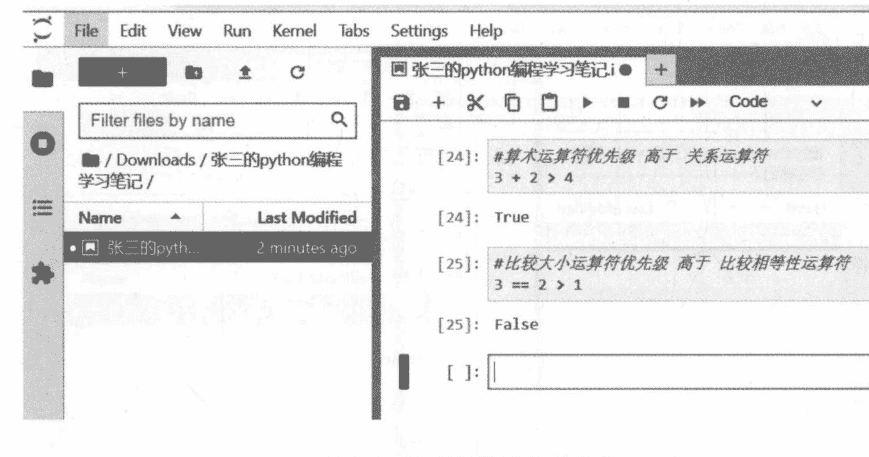 File Edit View Run Kernel Tabs Settings Help
+
张三的python编程学习笔记.i
+
Code
Filter files by name
/ Downloads / 张三的python编程
学习笔记 /
Name Last Modified
张三的pyth... 2 minutes ago
[24]: #算术运算符优先级 高于 关系运算符
3 + 2 > 4
[24]: True
[25]: #比较大小运算符优先级 高于 比较相等性运算符
3 == 2 > 1
[25]: False
[ ]: